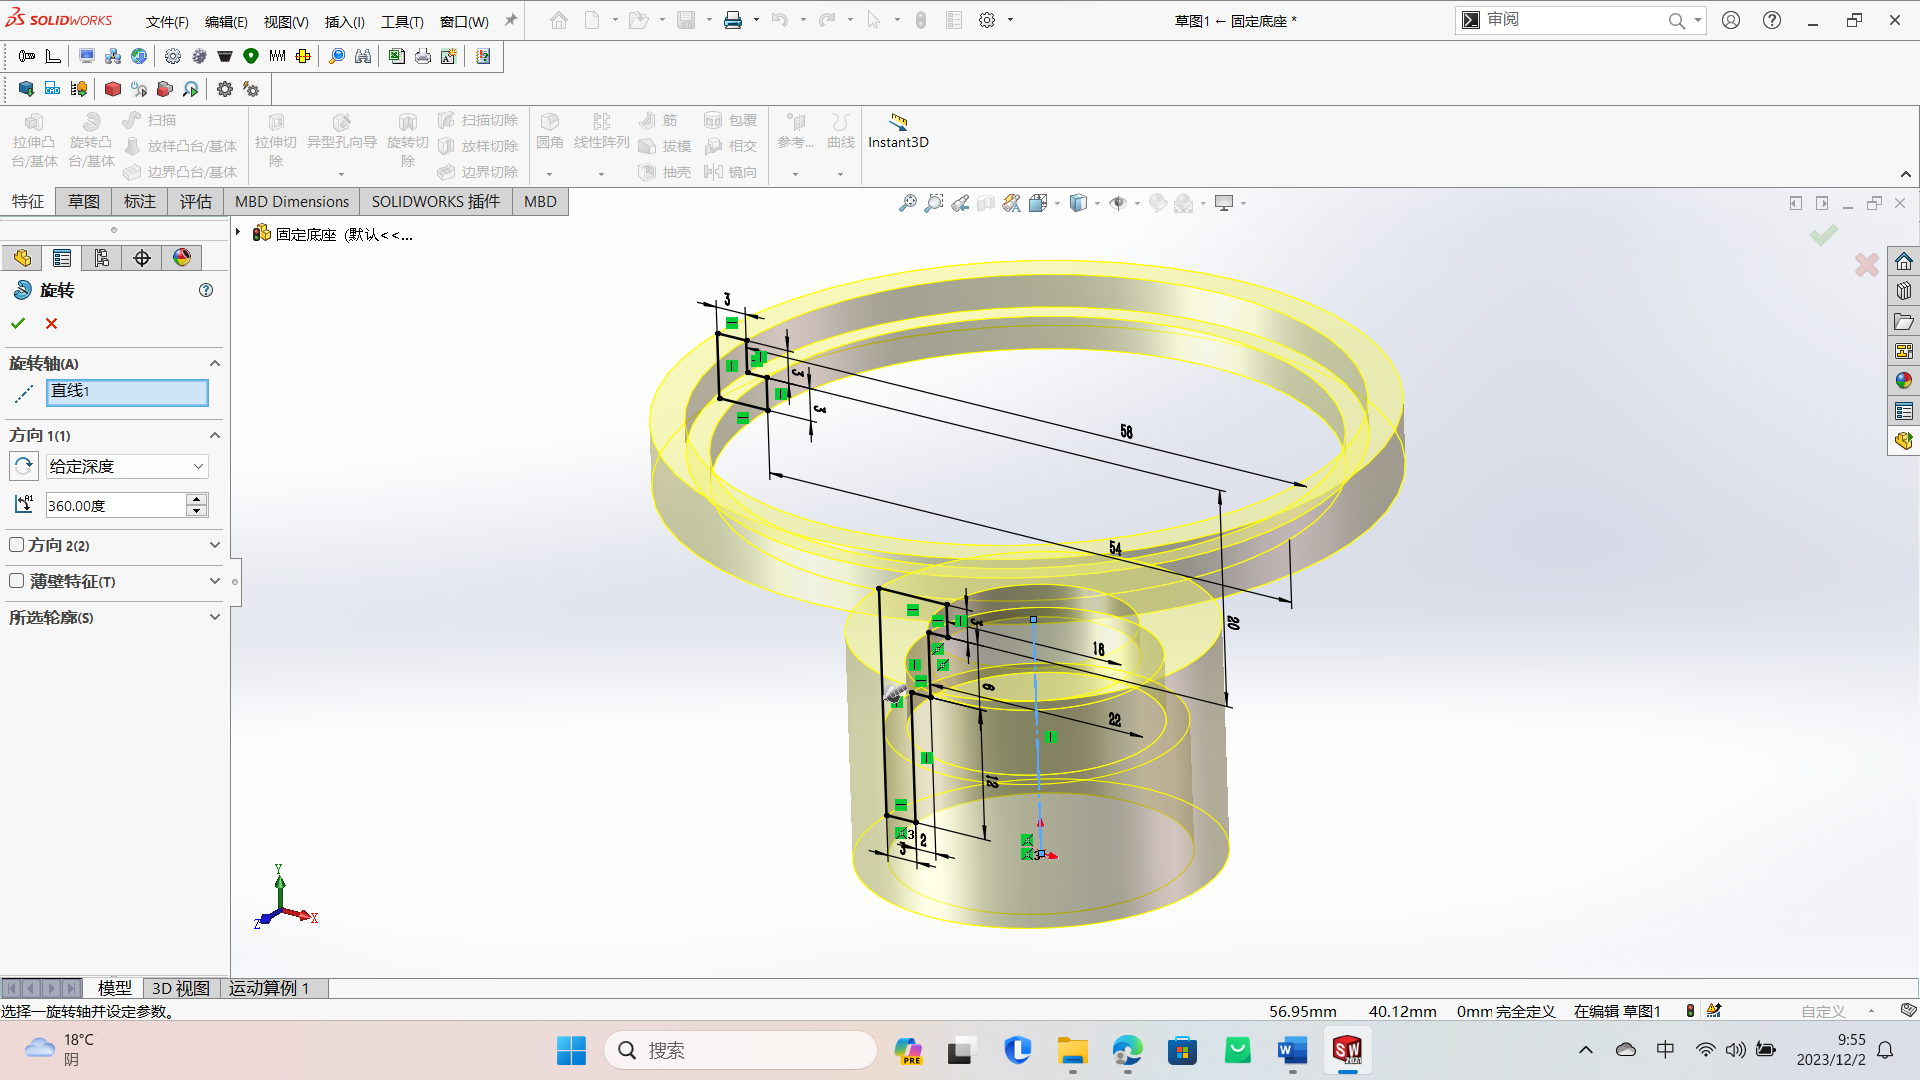 SOLIDWORKS
文件(F) 编辑(E) 视图(V) 插入(I) 工具(T) 窗口(W)
草图1 ← 固定底座 *
审阅
拉伸凸台/基体
旋转凸台/基体
扫描
放样凸台/基体
边界凸台/基体
拉伸切除
异型孔向导
旋转切除
扫描切除
放样切除
边界切除
圆角
线性阵列
筋
拔模
抽壳
包覆
相交
镜向
参考...
曲线
Instant3D
特征 草图 标注 评估 MBD Dimensions SOLIDWORKS 插件 MBD
固定底座 (默认<<...
旋转
旋转轴(A)
直线1
方向 1(1)
给定深度
360.00度
方向 2(2)
薄壁特征(T)
所选轮廓(S)
3
3
3
58
54
20
3
18
6
22
12
3
3
2
3
Y
X
Z
模型 3D 视图 运动算例 1
选择一旋转轴并设定参数。
56.95mm 40.12mm 0mm 完全定义 在编辑 草图1 自定义
18°C
阴
搜索
PRE
W
SW
2021
中
9:55
2023/12/2